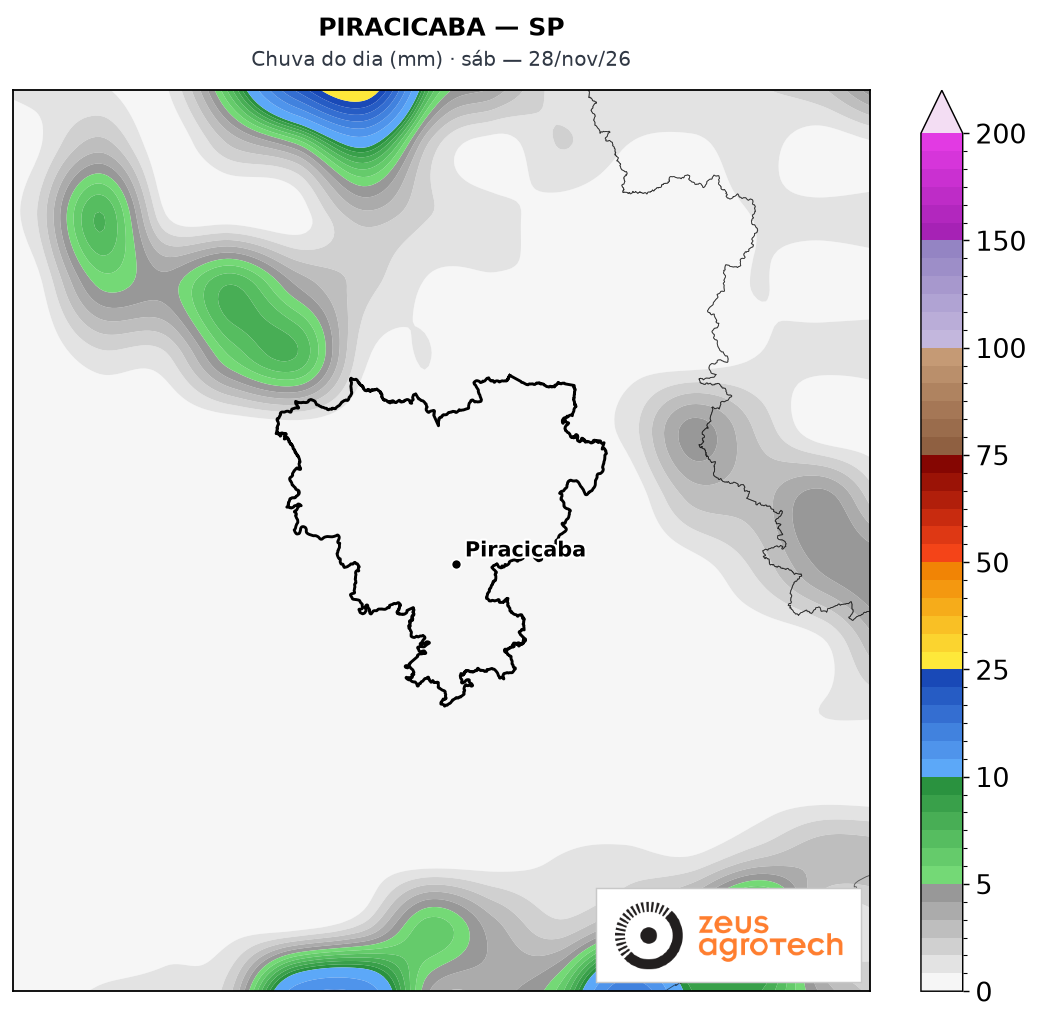 PIRACICABA — SP
Chuva do dia (mm) · sáb — 28/nov/26
200
150
100
75
50
25
10
5
0
Piracicaba
zeus
agrotech